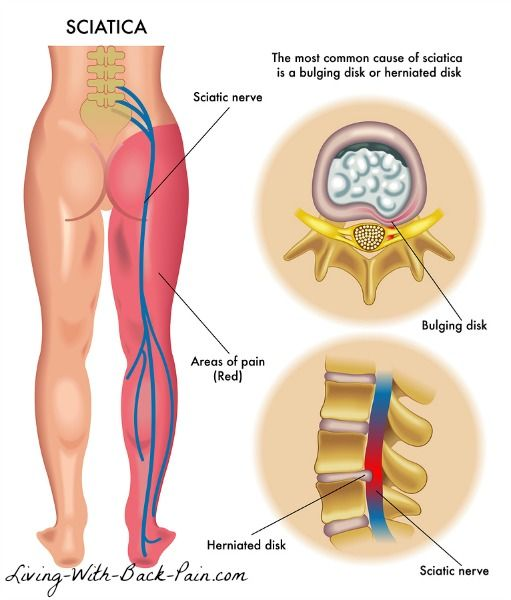 SCIATICA
The most common cause of sciatica
is a bulging disk or herniated disk
Sciatic nerve
Bulging disk
Areas of pain
(Red)
Herniated disk
Sciatic nerve
Living-With-Back-Pain.com